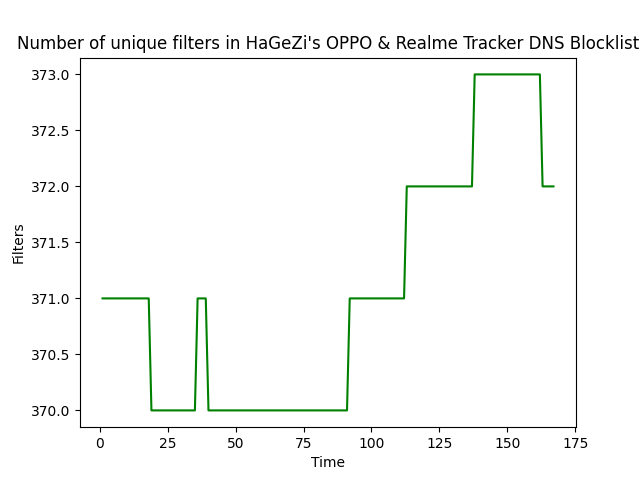 Number of unique filters in HaGeZi's OPPO & Realme Tracker DNS Blocklist
373.0
372.5
372.0
371.5
371.0
370.5
370.0
Filters
0 25 50 75 100 125 150 175
Time